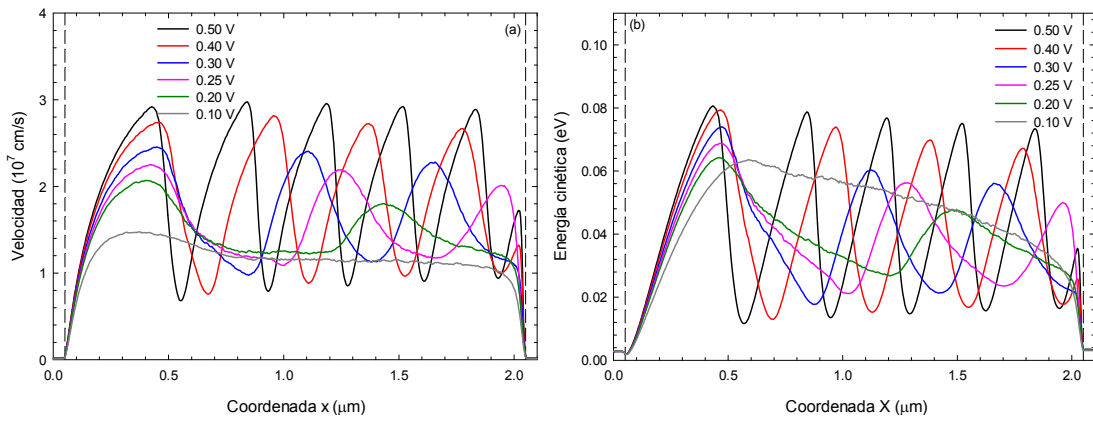 (a)
0.50 V
0.40 V
0.30 V
0.25 V
0.20 V
0.10 V
Velocidad (10⁷ cm/s)
4
3
2
1
0
0.0 0.5 1.0 1.5 2.0
Coordenada x (μm)
(b)
0.50 V
0.40 V
0.30 V
0.25 V
0.20 V
0.10 V
Energía cinética (eV)
0.10
0.08
0.06
0.04
0.02
0.00
0.0 0.5 1.0 1.5 2.0
Coordenada X (μm)